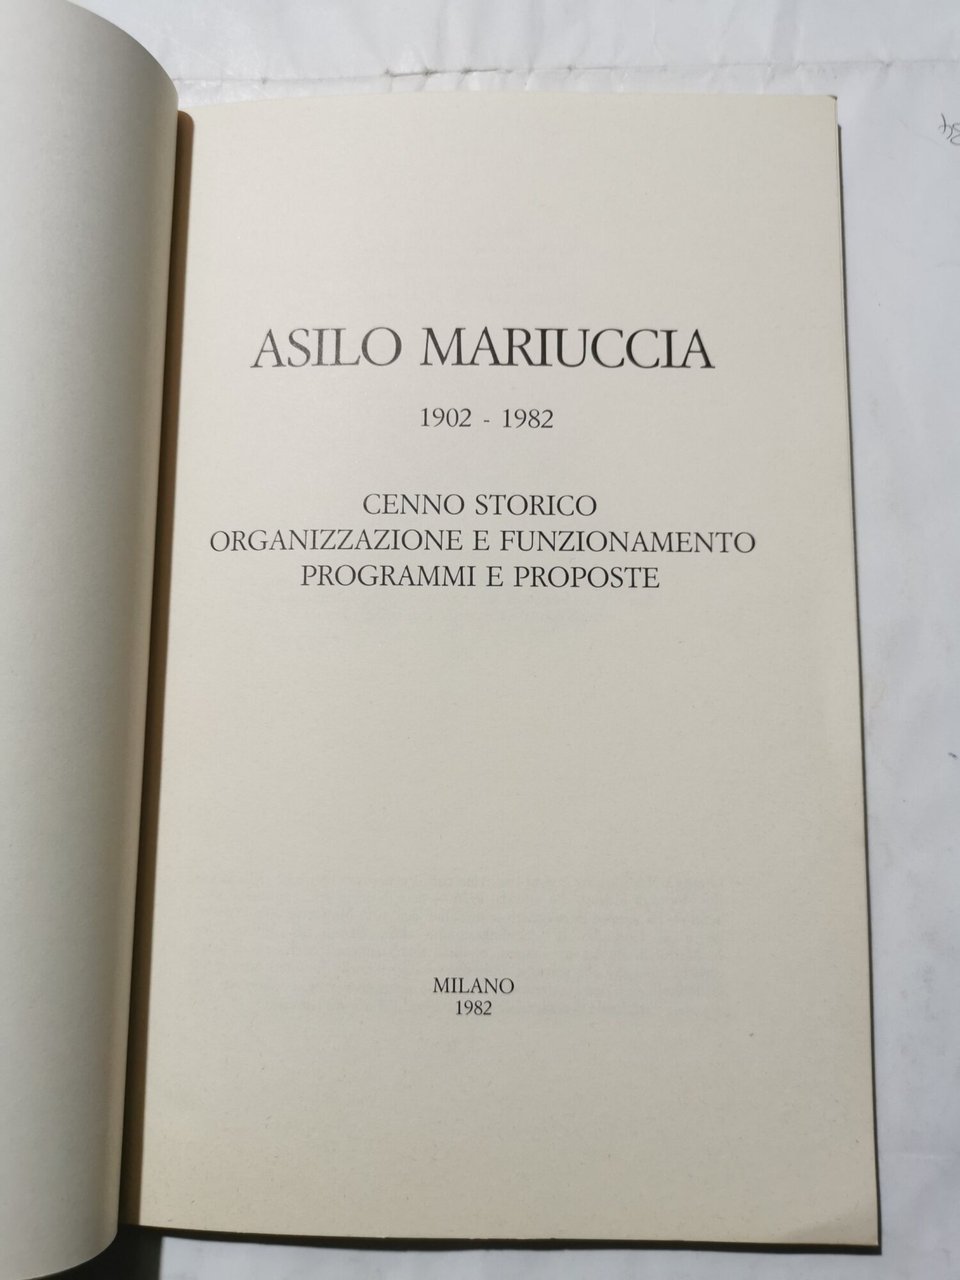 ASILO MARIUCCIA
1902 - 1982
CENNO STORICO
ORGANIZZAZIONE E FUNZIONAMENTO
PROGRAMMI E PROPOSTE
MILANO
1982